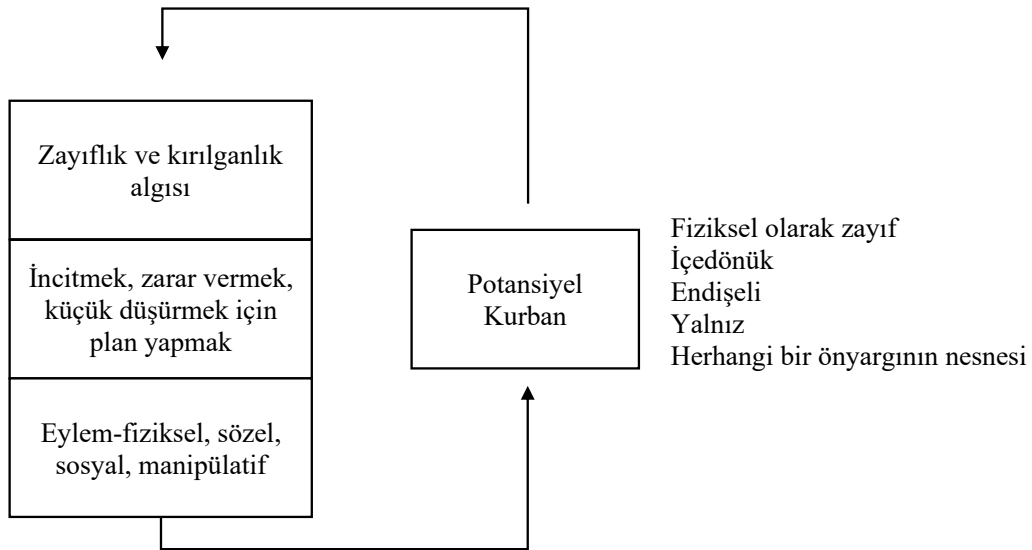 Zayıflık ve kırılganlık
algısı
İncitmek, zarar vermek,
küçük düşürmek için
plan yapmak
Eylem-fiziksel, sözel,
sosyal, manipülatif
Potansiyel
Kurban
Fiziksel olarak zayıf
İçedönük
Endişeli
Yalnız
Herhangi bir önyargının nesnesi